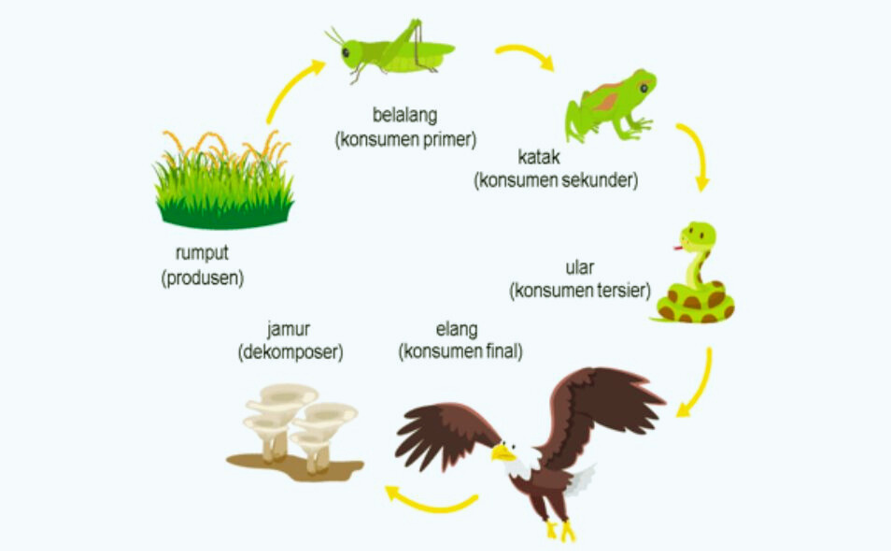 belalang
(konsumen primer)
katak
(konsumen sekunder)
rumput
(produsen)
ular
(konsumen tersier)
jamur
(dekomposer)
elang
(konsumen final)